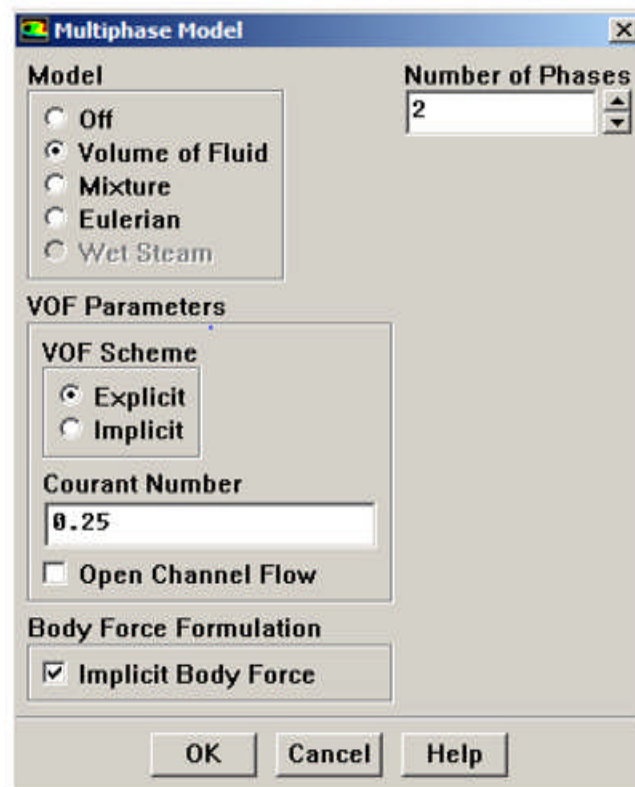 Multiphase Model
Model
Off
Volume of Fluid
Mixture
Eulerian
Wet Steam
Number of Phases
2
VOF Parameters
VOF Scheme
Explicit
Implicit
Courant Number
0.25
Open Channel Flow
Body Force Formulation
Implicit Body Force
OK Cancel Help